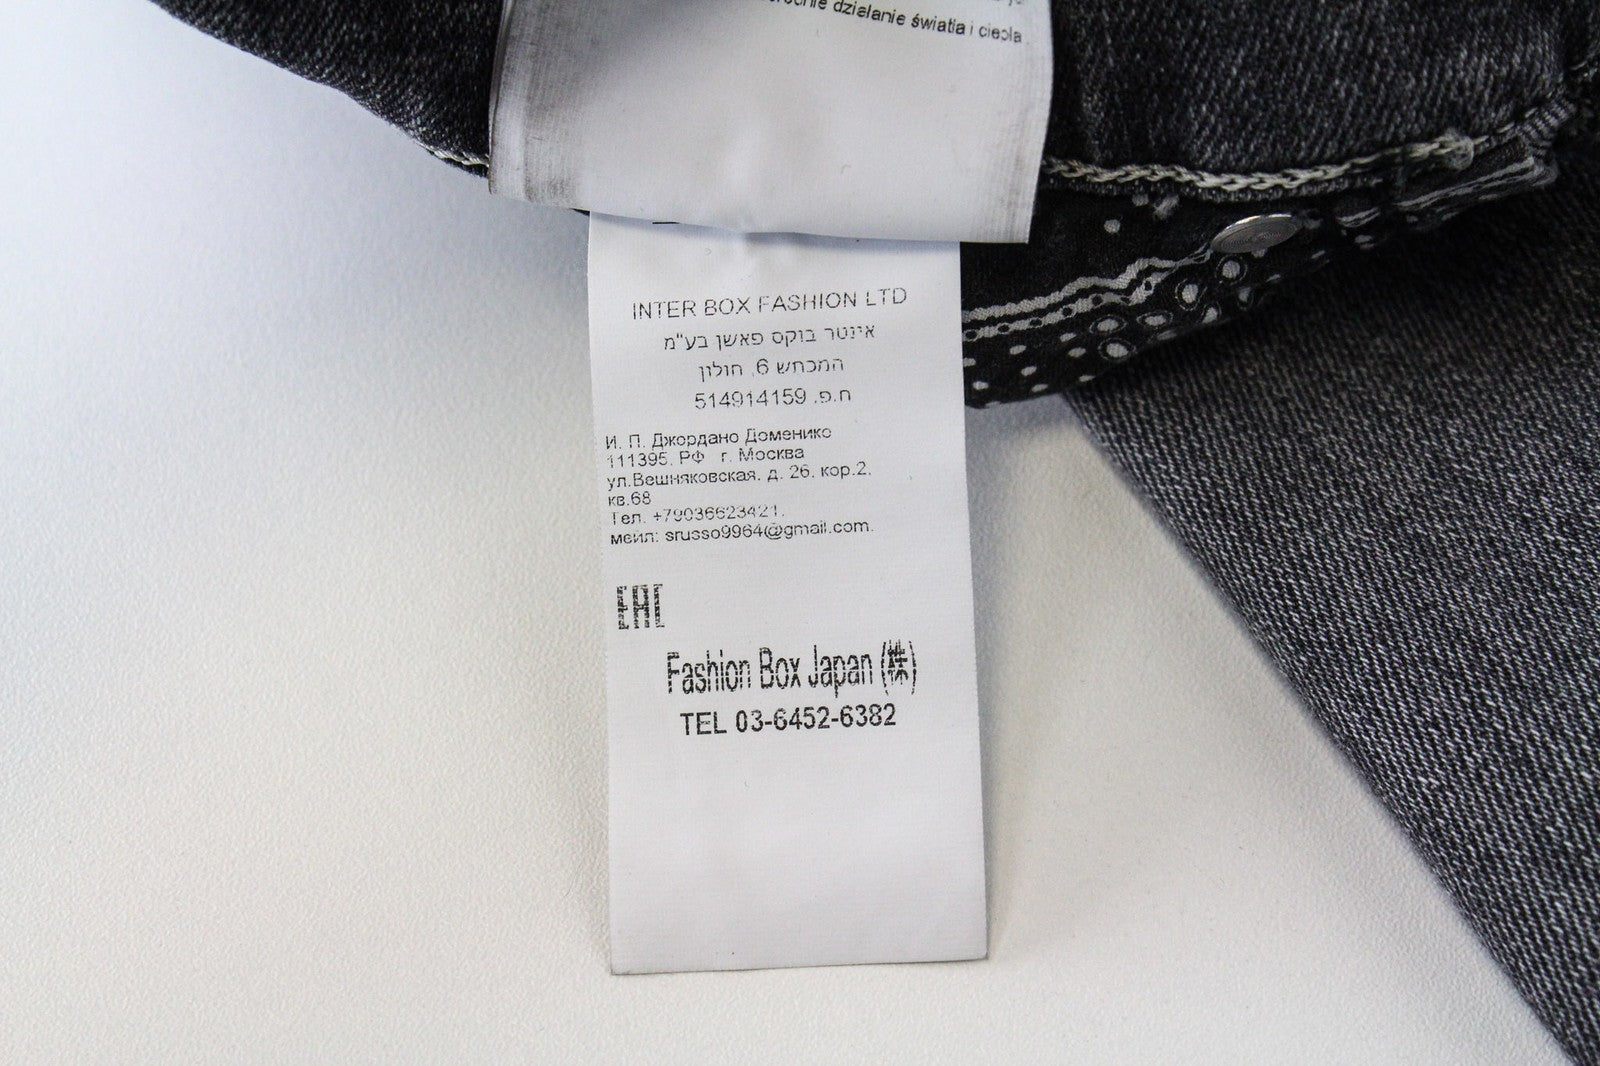 działanie światła i ciepła
INTER BOX FASHION LTD
אינטר בוקס פאשן בע"מ
המכתש 6, חולון
ח.פ. 514914159
И. П. Джордано Доменико
111395. РФ г. Москва
ул.Вешняковская. д. 26. кор.2.
кв.68
Тел. +79036623421.
меил: srusso9964@gmail.com.
EAC
Fashion Box Japan (株)
TEL 03-6452-6382